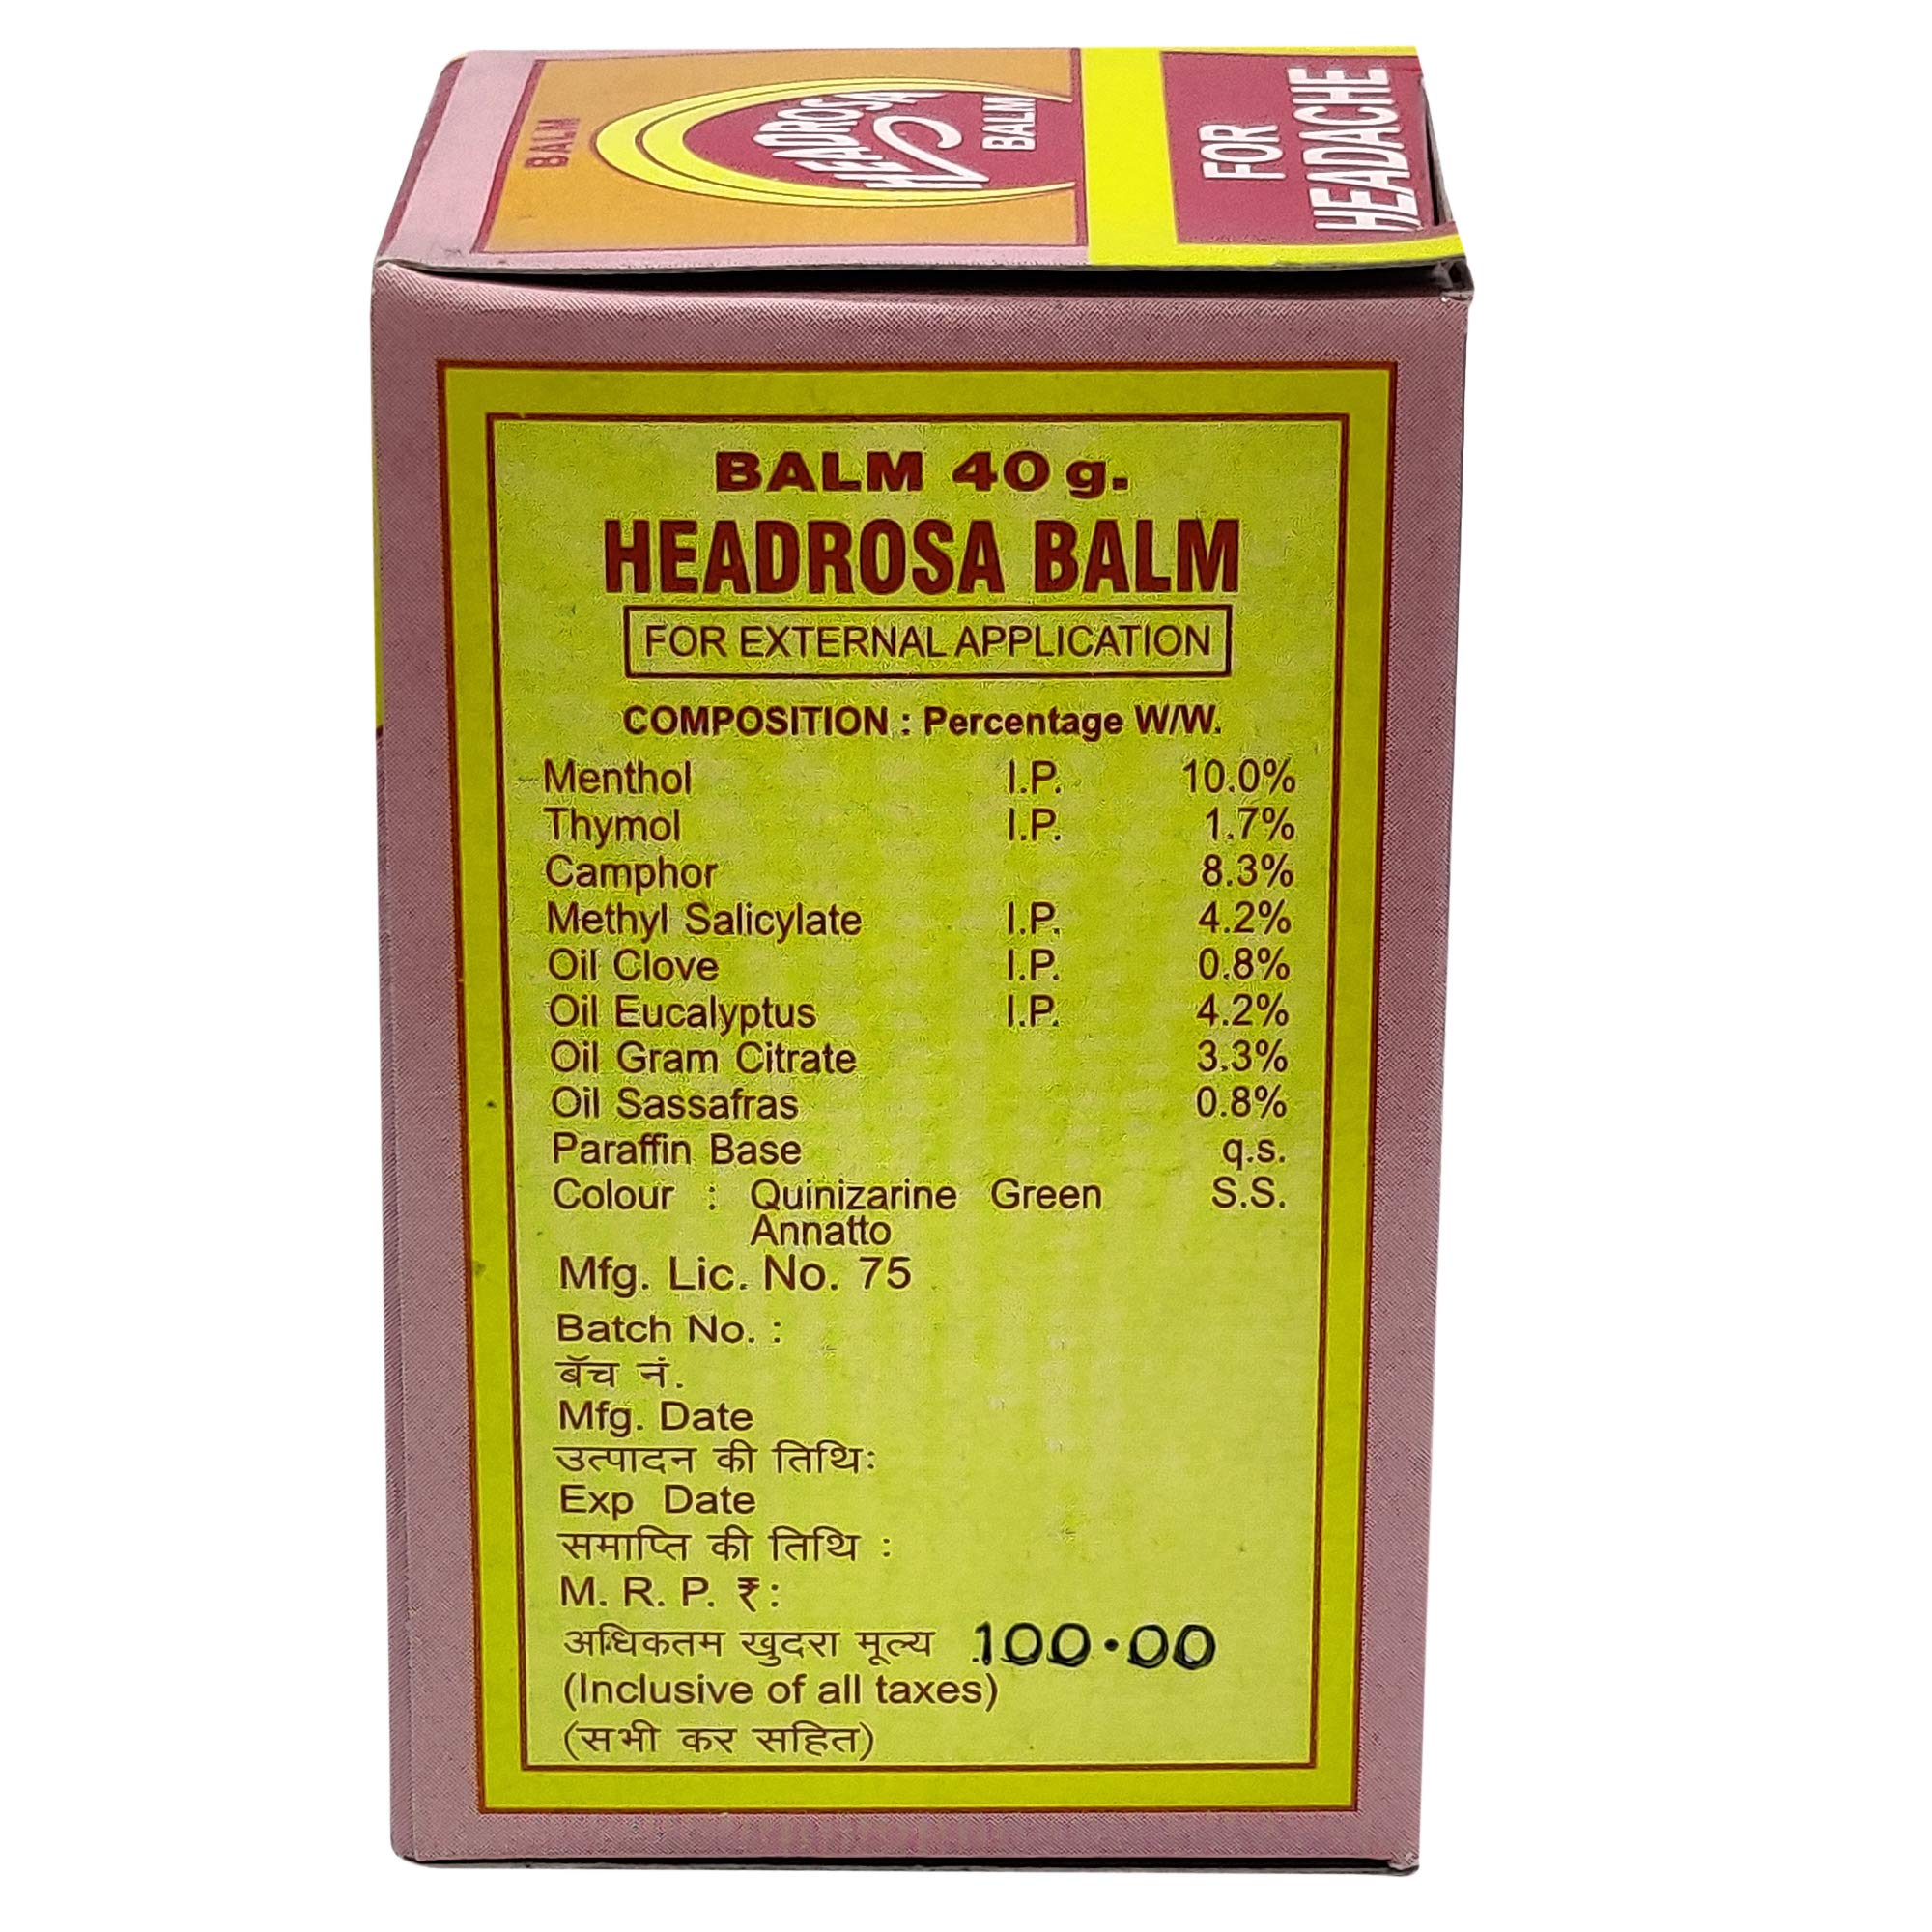 BALM
HEADROSA
BALM
FOR
HEADACHE
BALM 40 g.
HEADROSA BALM
FOR EXTERNAL APPLICATION
COMPOSITION : Percentage W/W.
Menthol I.P. 10.0%
Thymol I.P. 1.7%
Camphor 8.3%
Methyl Salicylate I.P. 4.2%
Oil Clove I.P. 0.8%
Oil Eucalyptus I.P. 4.2%
Oil Gram Citrate 3.3%
Oil Sassafras 0.8%
Paraffin Base q.s.
Colour : Quinizarine Green S.S.
Annatto
Mfg. Lic. No. 75
Batch No. :
बॅच नं.
Mfg. Date
उत्पादन की तिथि:
Exp Date
समाप्ति की तिथि :
M. R. P. ₹:
अधिकतम खुदरा मूल्य 100.00
(Inclusive of all taxes)
(सभी कर सहित)